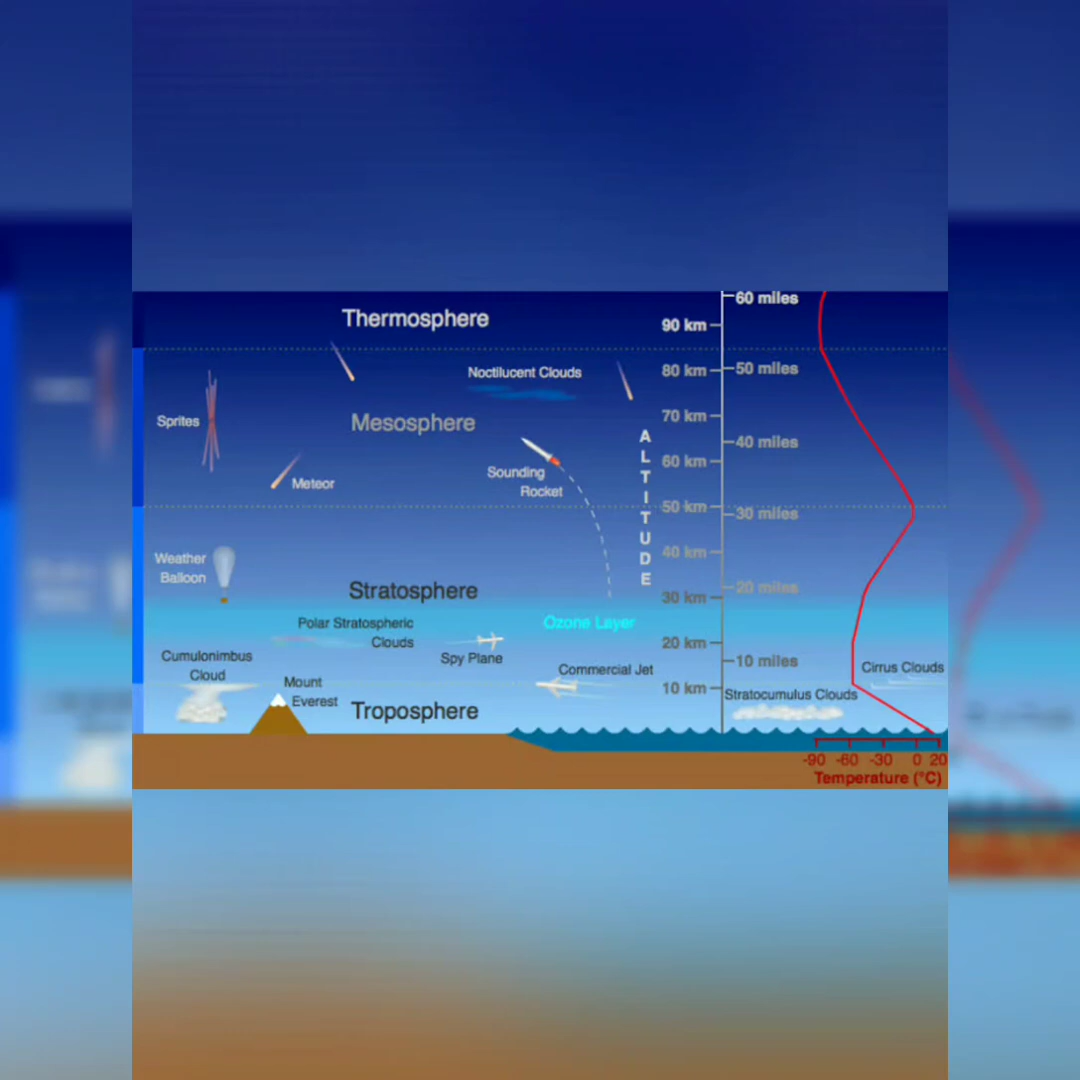 60 miles
Thermosphere
90 km
Noctilucent Clouds
80 km
50 miles
Sprites
Mesosphere
70 km
40 miles
ALTITUDE
60 km
Sounding
Rocket
Meteor
50 km
30 miles
Weather
Balloon
40 km
Stratosphere
20 miles
30 km
Polar Stratospheric
Clouds
Ozone Layer
20 km
Spy Plane
Cumulonimbus
Cloud
Commercial Jet
10 miles
Cirrus Clouds
Mount
Everest
10 km
Stratocumulus Clouds
Troposphere
-90 -60 -30 0 20
Temperature (°C)